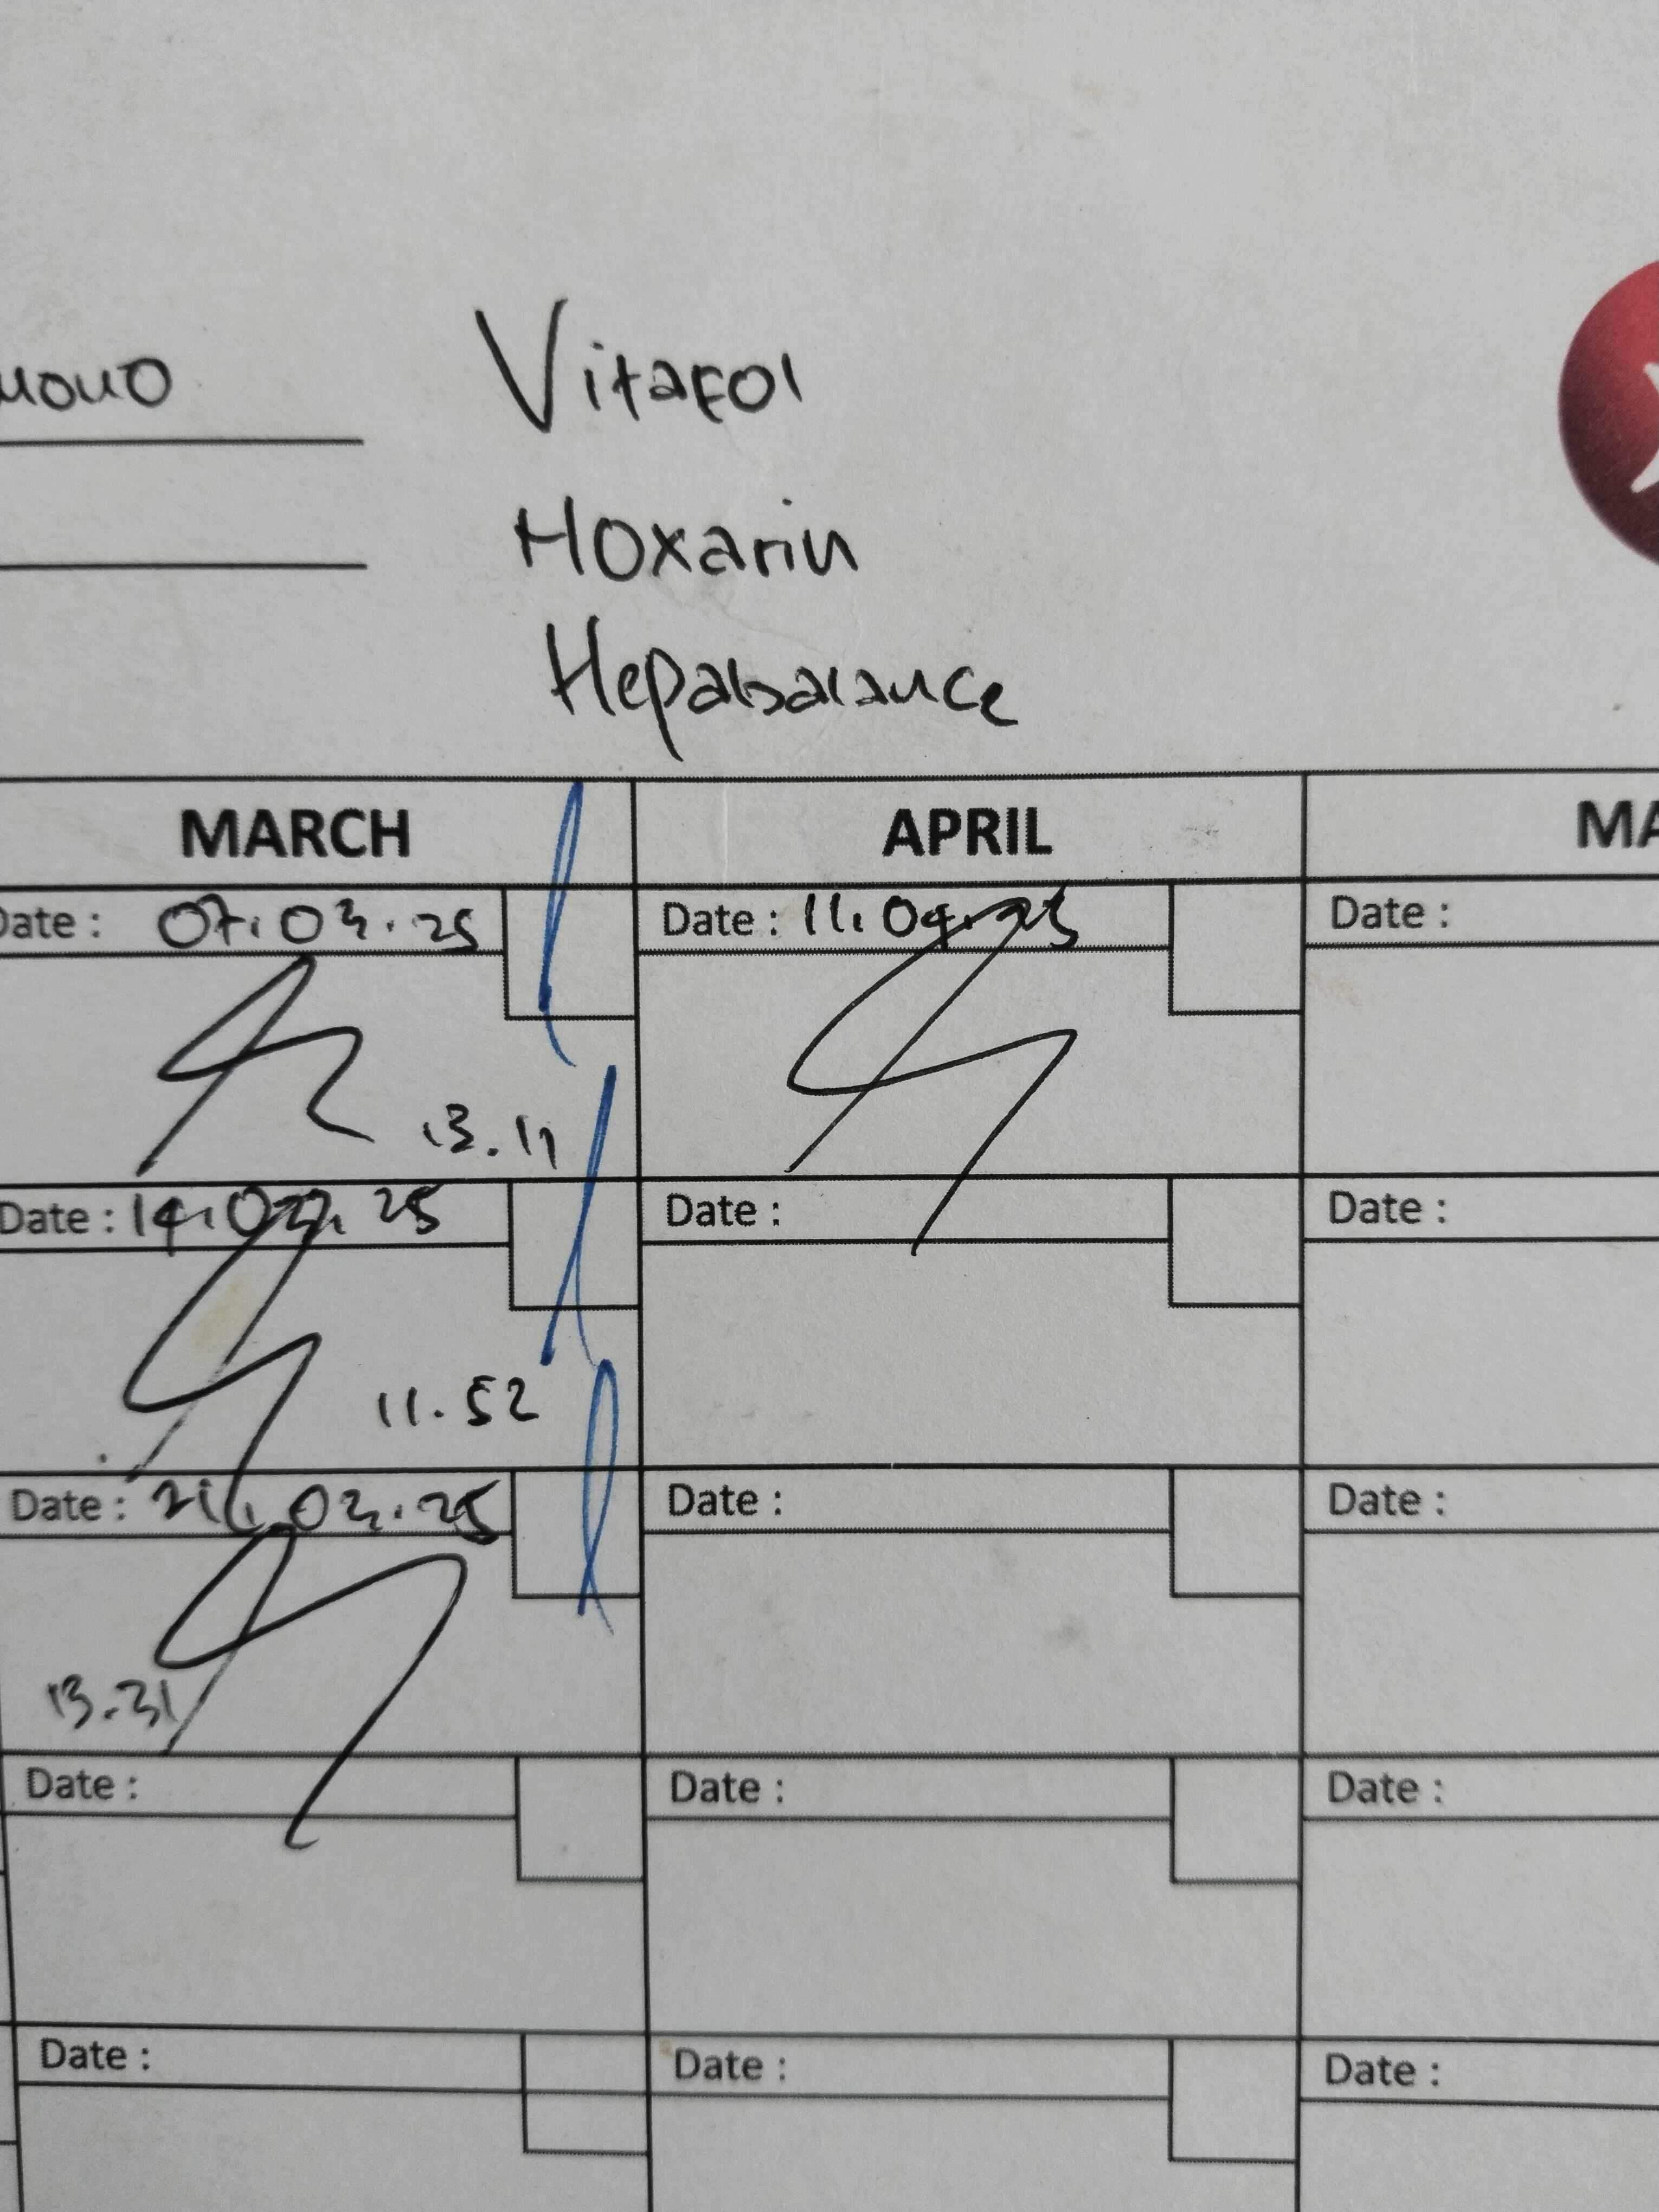 Vitafol
Hoxarin
Hepabalance
MARCH
APRIL
Date : 07.03.25
Date : 11.04.25
Date :
13.11
Date : 14.03.25
Date :
Date :
11.52
Date : 21.03.25
Date :
Date :
13.31
Date :
Date :
Date :
Date :
Date :
Date :